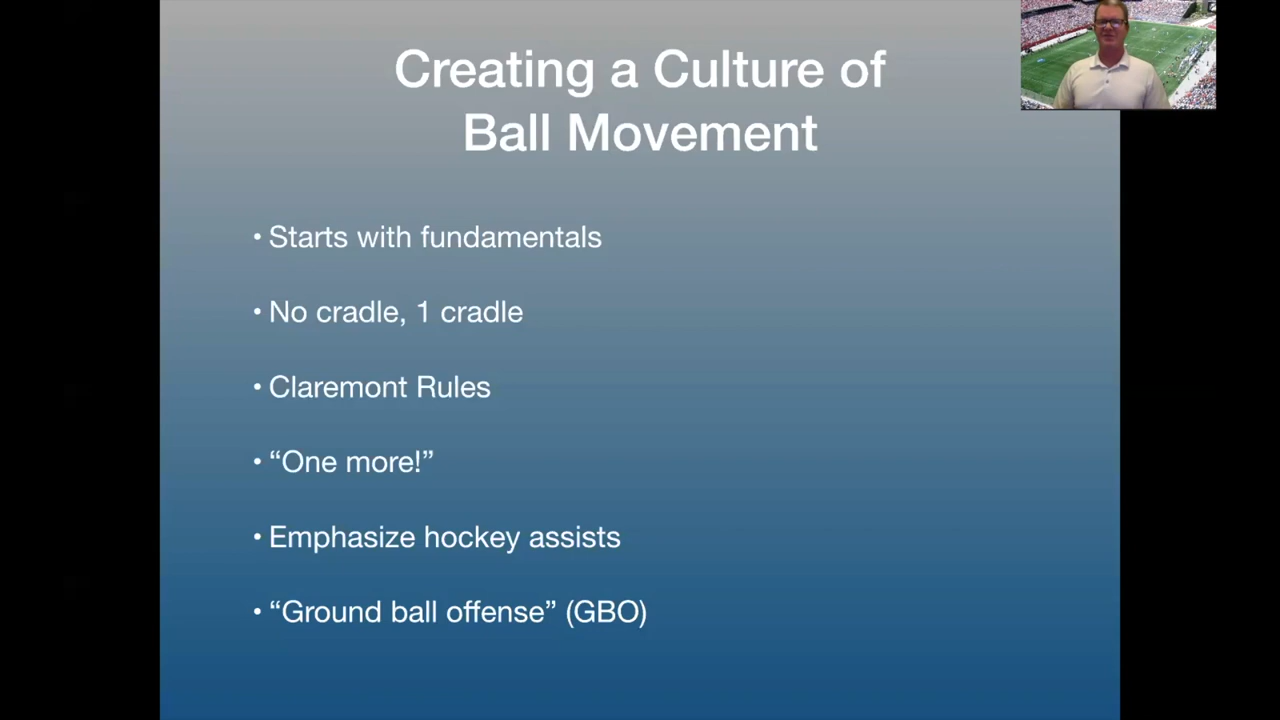 Creating a Culture of
Ball Movement
• Starts with fundamentals
• No cradle, 1 cradle
• Claremont Rules
• “One more!”
• Emphasize hockey assists
• “Ground ball offense” (GBO)